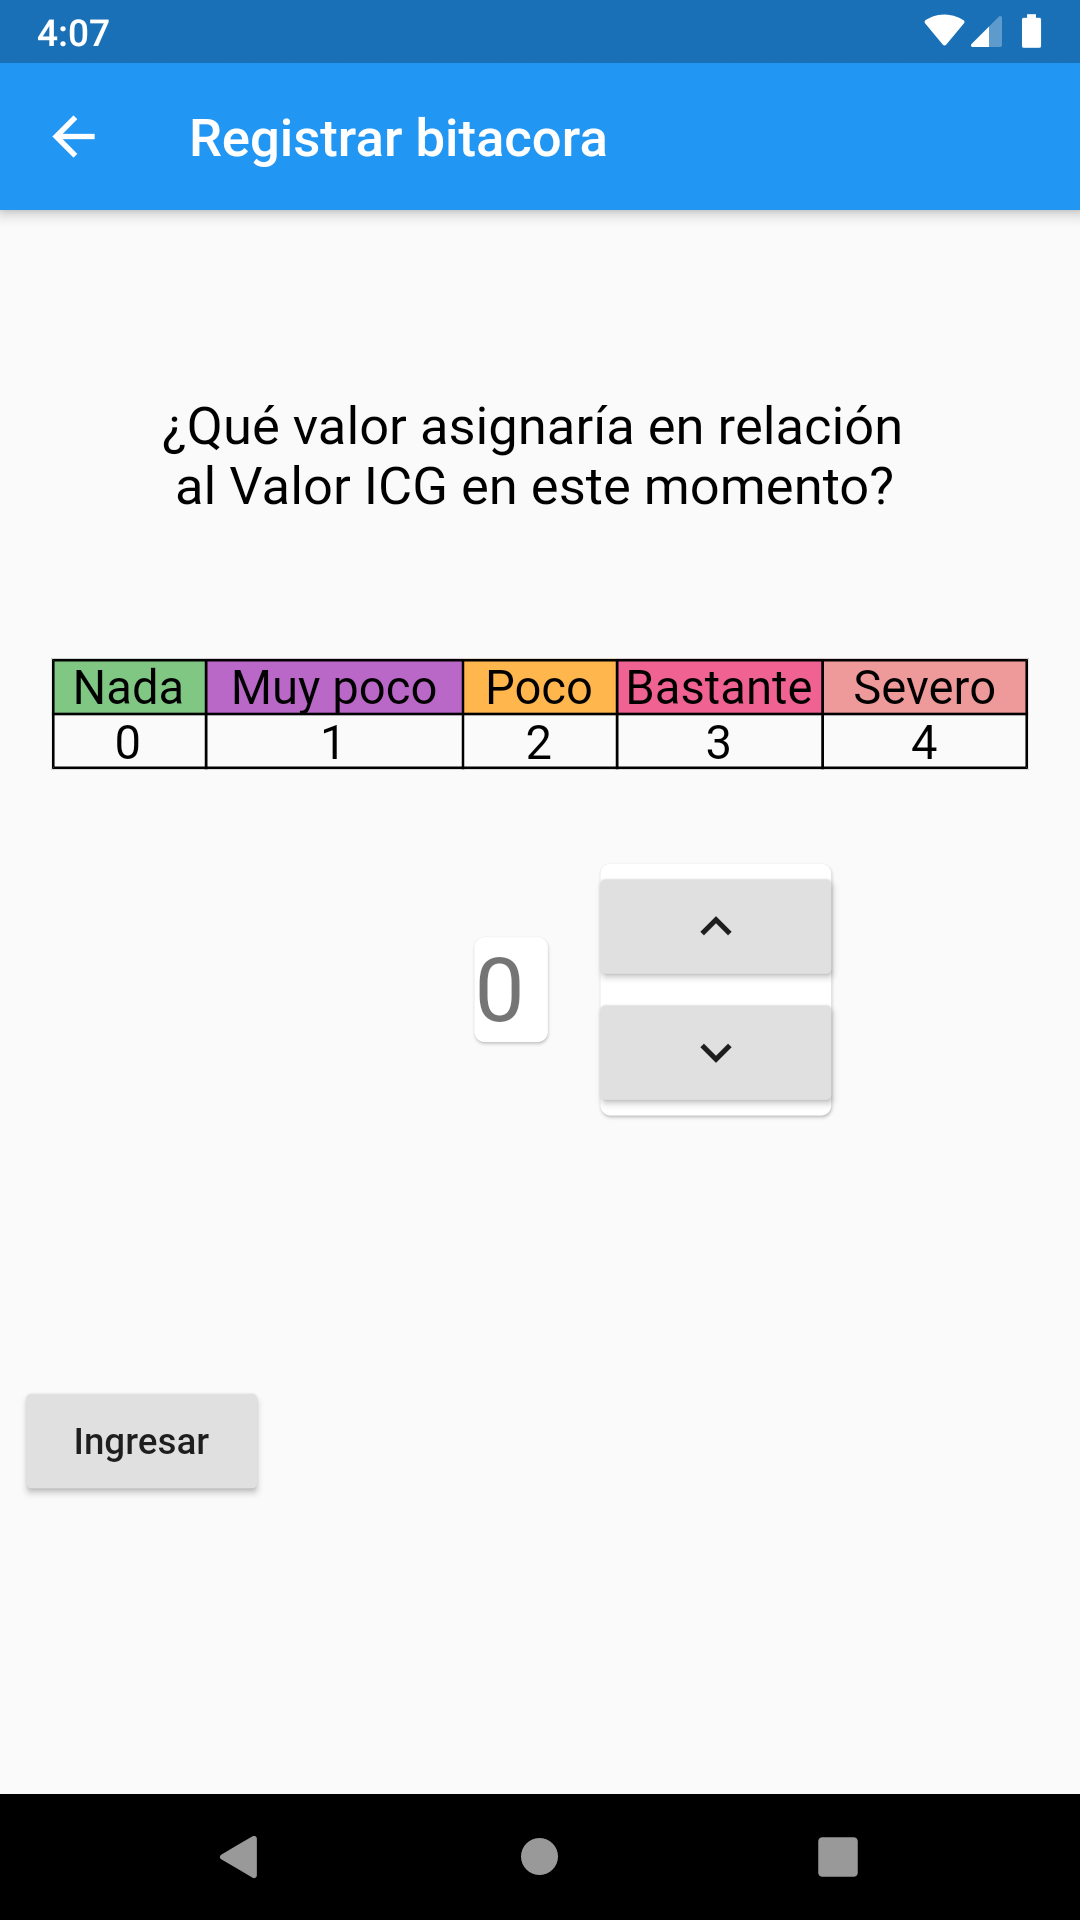 4:07
Registrar bitacora
¿Qué valor asignaría en relación
al Valor ICG en este momento?
Nada Muy poco Poco Bastante Severo
0 1 2 3 4
0
Ingresar